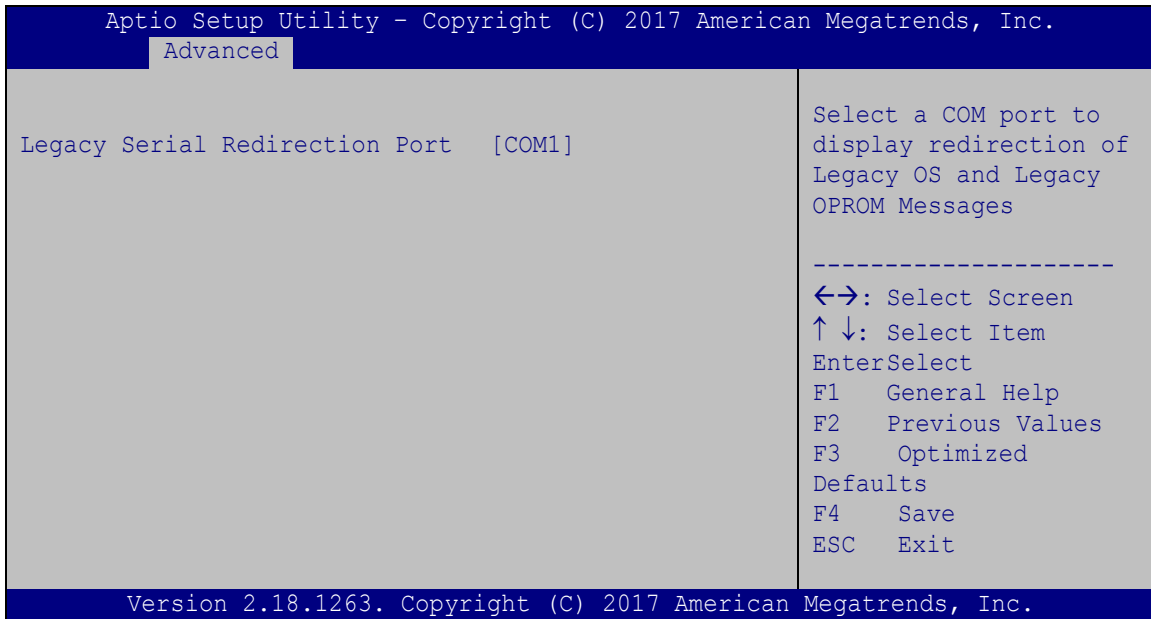 Aptio Setup Utility – Copyright (C) 2017 American Megatrends, Inc.
Advanced
Legacy Serial Redirection Port [COM1]
Select a COM port to
display redirection of
Legacy OS and Legacy
OPROM Messages
---------------------
←→: Select Screen
↑ ↓: Select Item
EnterSelect
F1 General Help
F2 Previous Values
F3 Optimized
Defaults
F4 Save
ESC Exit
Version 2.18.1263. Copyright (C) 2017 American Megatrends, Inc.